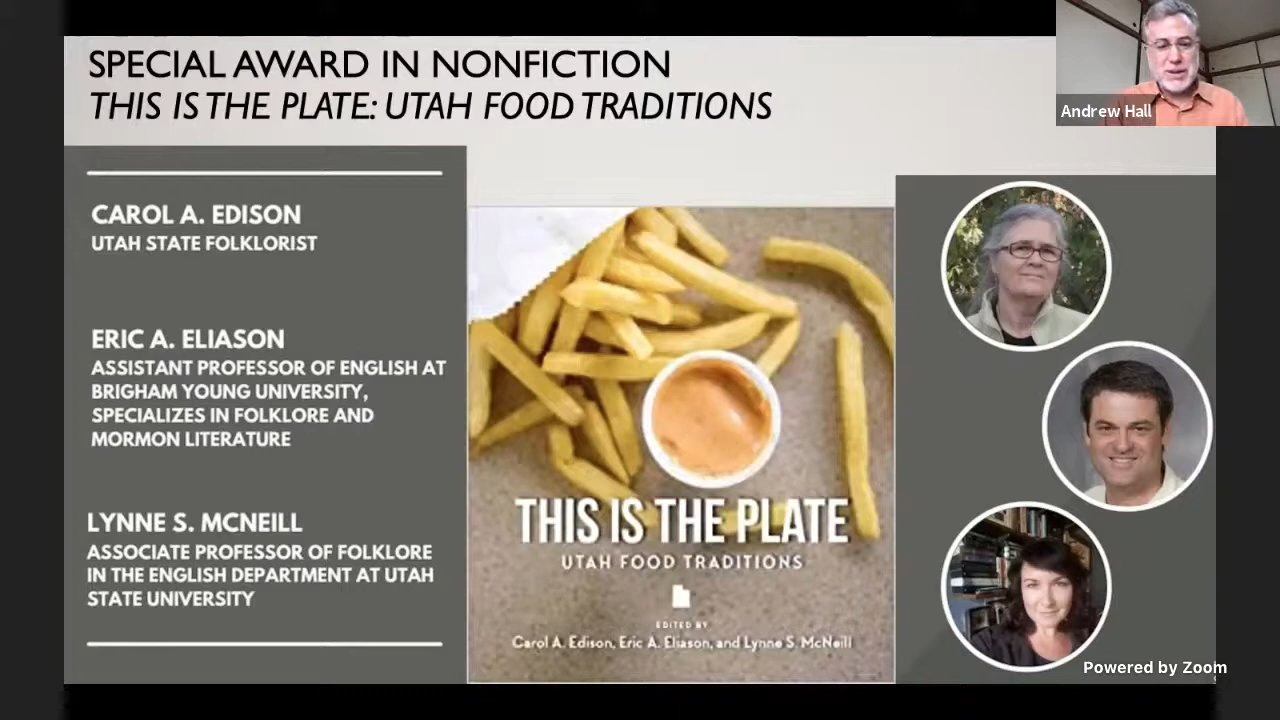 SPECIAL AWARD IN NONFICTION
THIS IS THE PLATE: UTAH FOOD TRADITIONS
Andrew Hall
CAROL A. EDISON
UTAH STATE FOLKLORIST
ERIC A. ELIASON
ASSISTANT PROFESSOR OF ENGLISH AT
BRIGHAM YOUNG UNIVERSITY,
SPECIALIZES IN FOLKLORE AND
MORMON LITERATURE
LYNNE S. MCNEILL
ASSOCIATE PROFESSOR OF FOLKLORE
IN THE ENGLISH DEPARTMENT AT UTAH
STATE UNIVERSITY
THIS IS THE PLATE
UTAH FOOD TRADITIONS
EDITED BY
Carol A. Edison, Eric A. Eliason, and Lynne S. McNeill
Powered by Zoom